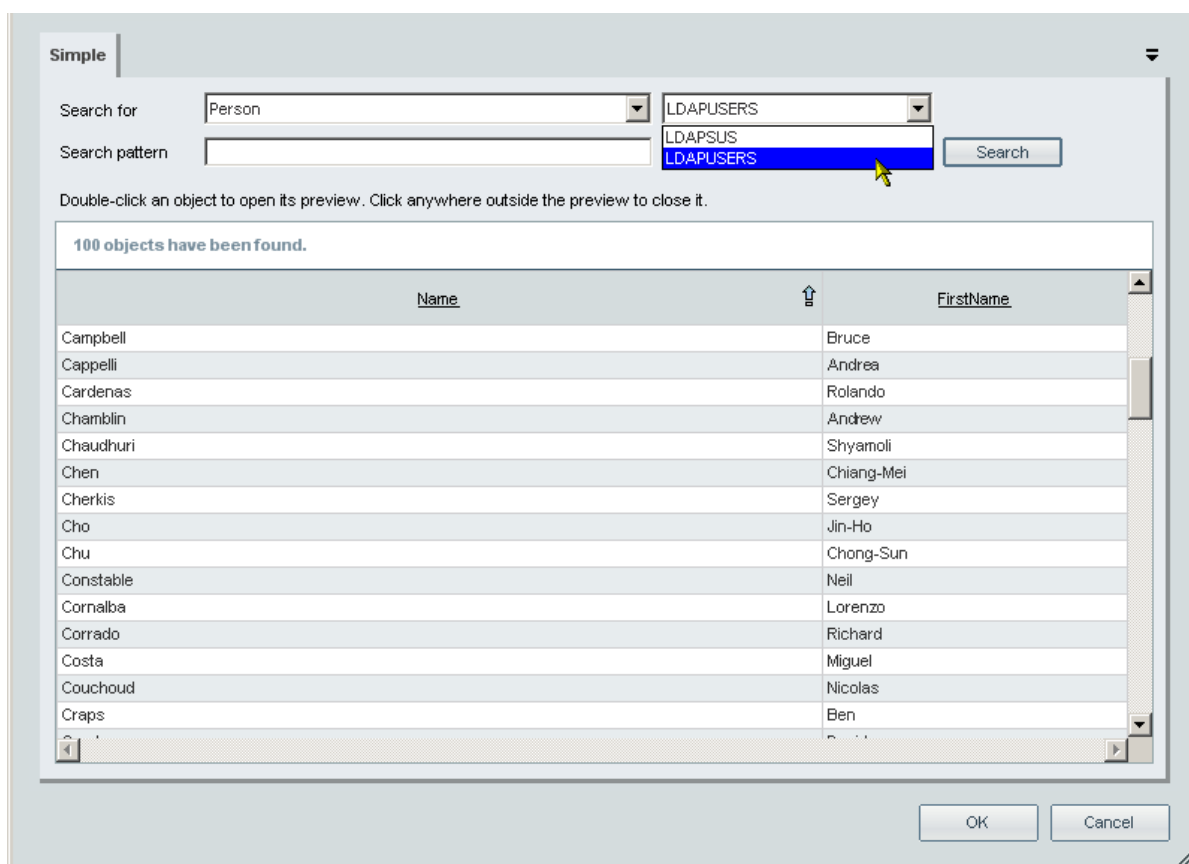 Simple
Search for Person LDAPUSERS
LDAPSUS
Search pattern LDAPUSERS Search
Double-click an object to open its preview. Click anywhere outside the preview to close it.
100 objects have been found.
Name FirstName
Campbell Bruce
Cappelli Andrea
Cardenas Rolando
Chamblin Andrew
Chaudhuri Shyamoli
Chen Chiang-Mei
Cherkis Sergey
Cho Jin-Ho
Chu Chong-Sun
Constable Neil
Cornalba Lorenzo
Corrado Richard
Costa Miguel
Couchoud Nicolas
Craps Ben
OK Cancel